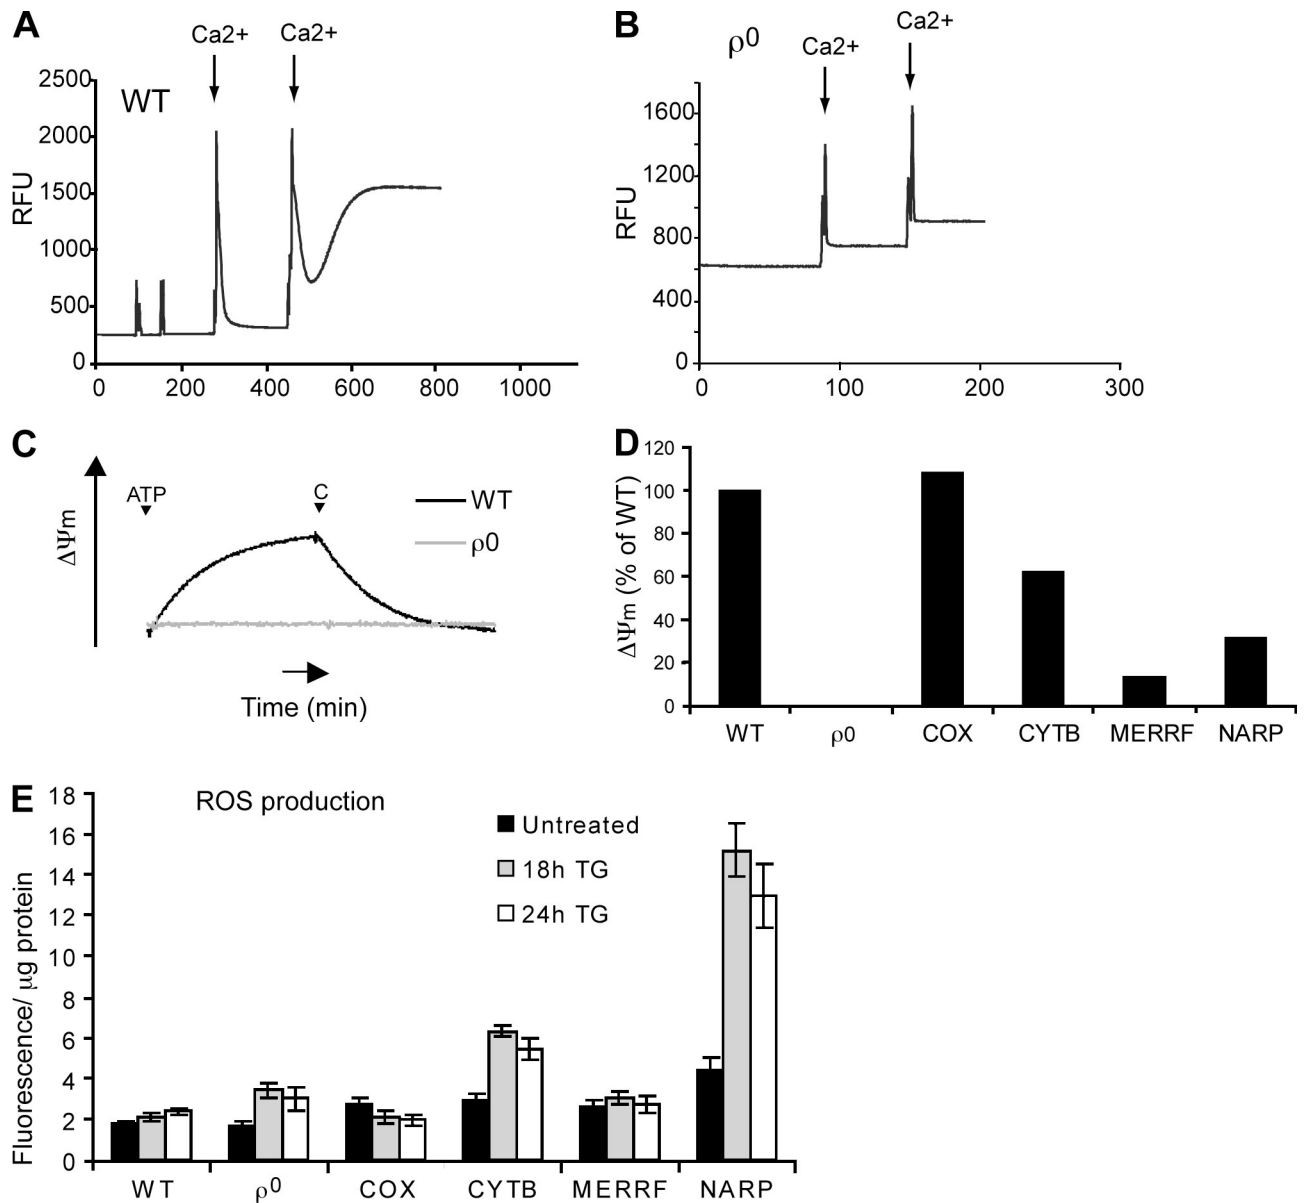 A
Ca2+ Ca2+
WT
RFU
2500
2000
1500
1000
500
0
0 200 400 600 800 1000
B
ρ0
Ca2+ Ca2+
RFU
1600
1200
800
400
0
0 100 200 300
C
ΔΨm
ATP
C
WT
ρ0
Time (min)
D
ΔΨm (% of WT)
120
100
80
60
40
20
0
WT ρ0 COX CYTB MERRF NARP
E
ROS production
Fluorescence/ μg protein
18
16
14
12
10
8
6
4
2
0
Untreated
18h TG
24h TG
WT ρ0 COX CYTB MERRF NARP